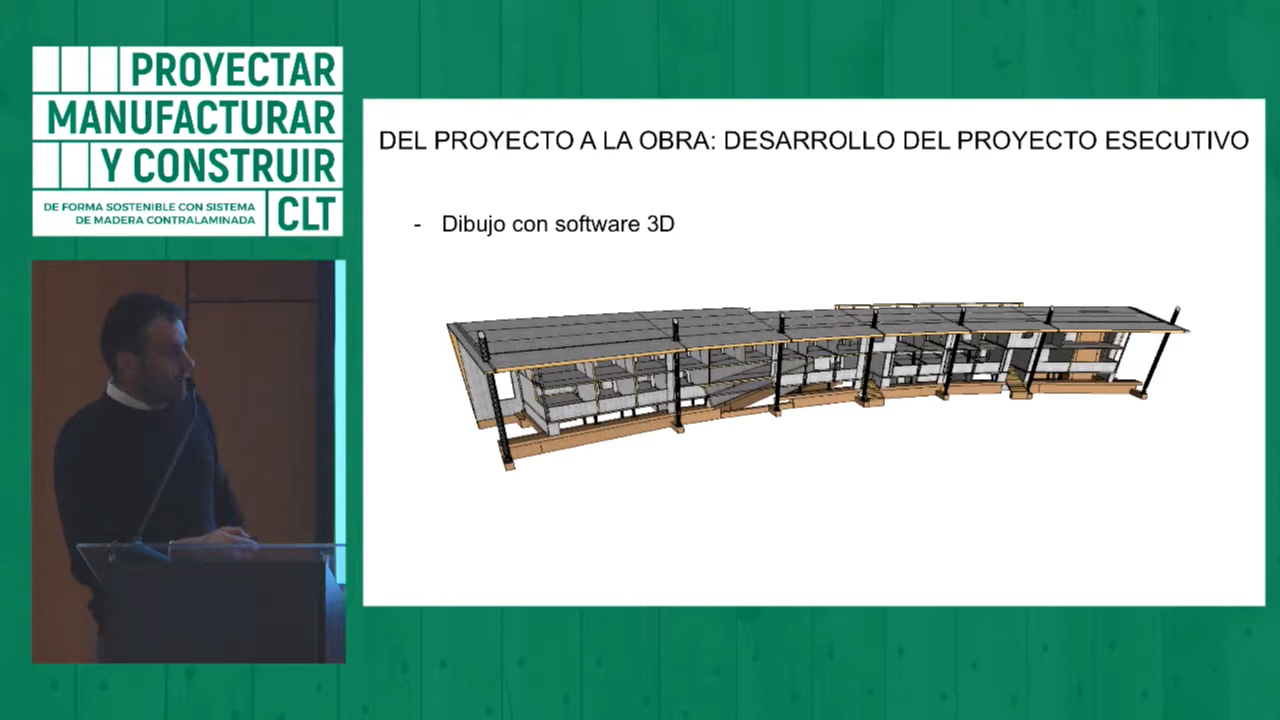 PROYECTAR
MANUFACTURAR
Y CONSTRUIR
DE FORMA SOSTENIBLE CON SISTEMA
DE MADERA CONTRALAMINADA
CLT
DEL PROYECTO A LA OBRA: DESARROLLO DEL PROYECTO ESECUTIVO
- Dibujo con software 3D